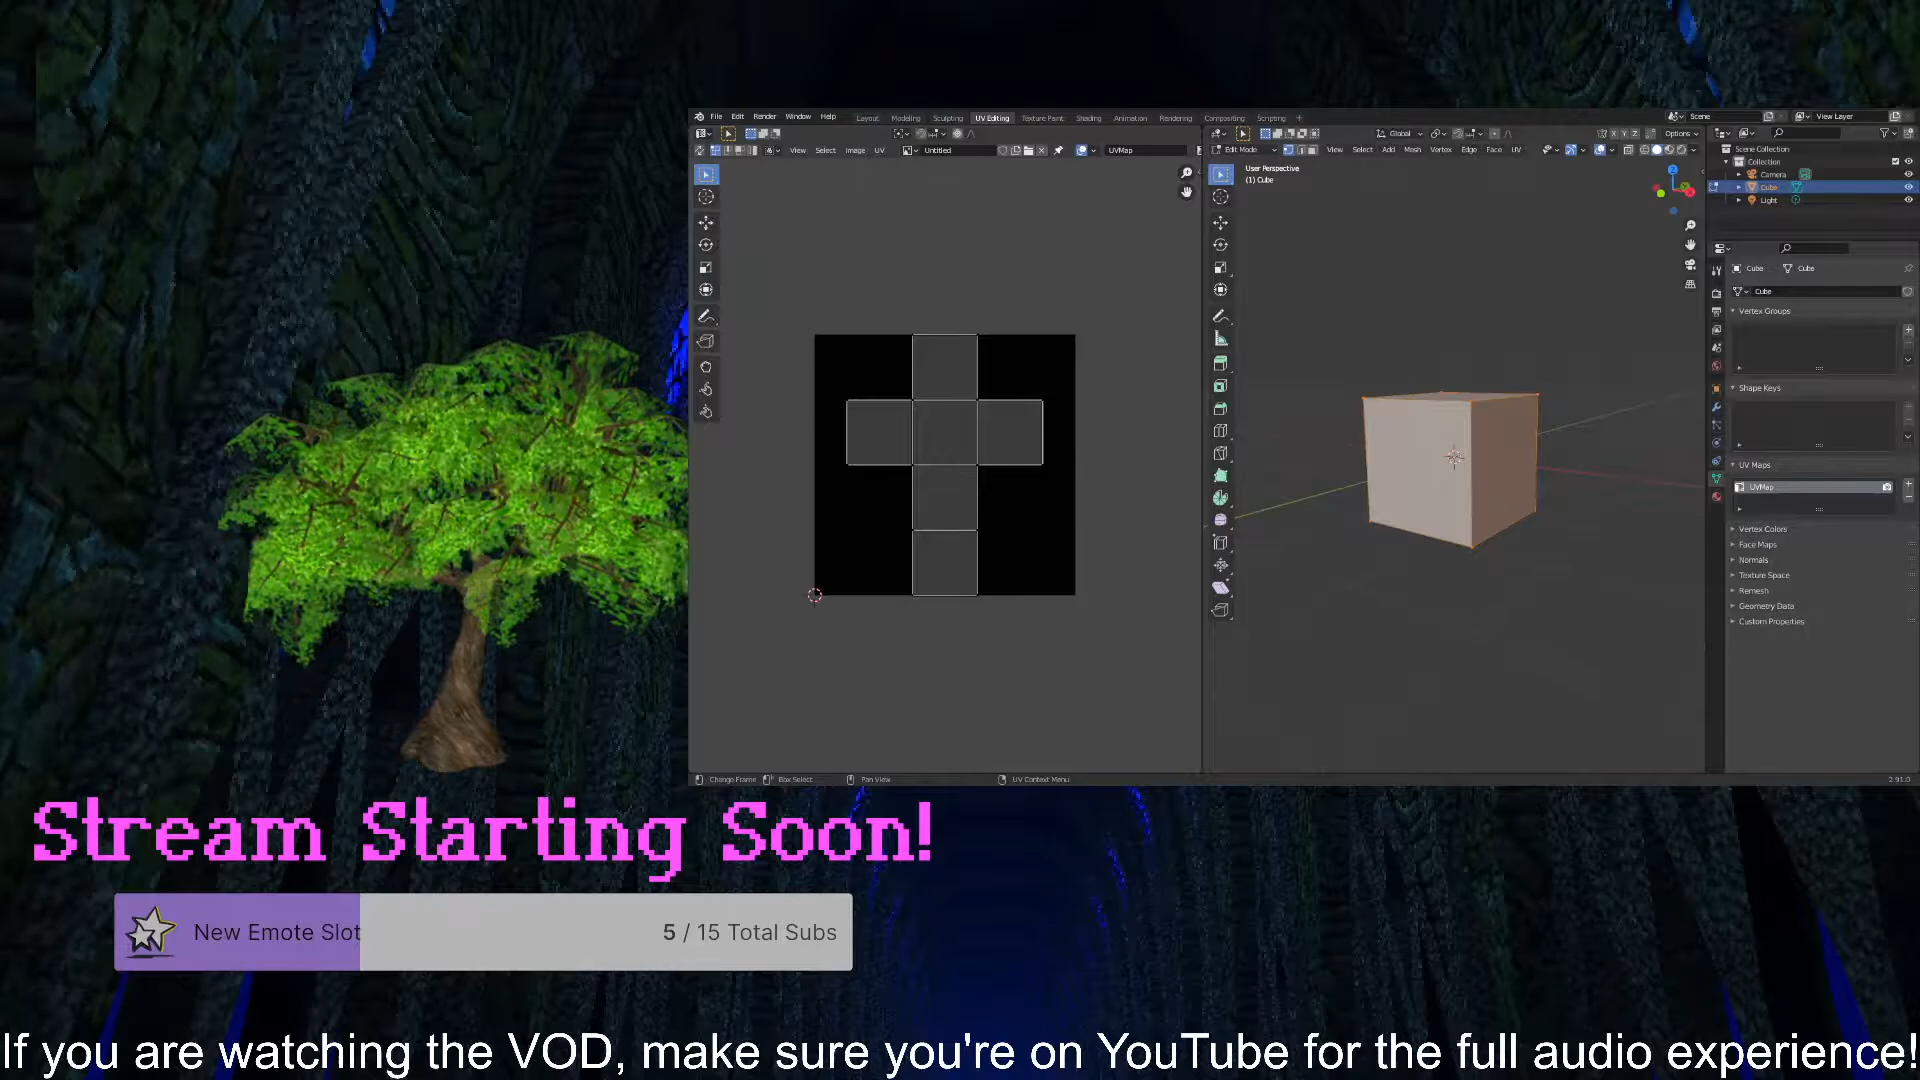 File Edit Render Window Help
Layout Modeling Sculpting UV Editing Texture Paint Shading Animation Rendering Compositing Scripting +
Scene
View Layer
Global
Options
View Select Image UV
Untitled
UVMap
Edit Mode
View Select Add Mesh Vertex Edge Face UV
User Perspective
(1) Cube
Scene Collection
Collection
Camera
Cube
Light
Cube
Cube
Cube
Vertex Groups
Shape Keys
UV Maps
UVMap
Vertex Colors
Face Maps
Normals
Texture Space
Remesh
Geometry Data
Custom Properties
Change Frame
Box Select
Pan View
UV Context Menu
2.91.0
Stream Starting Soon!
New Emote Slot
5 / 15 Total Subs
If you are watching the VOD, make sure you're on YouTube for the full audio experience!